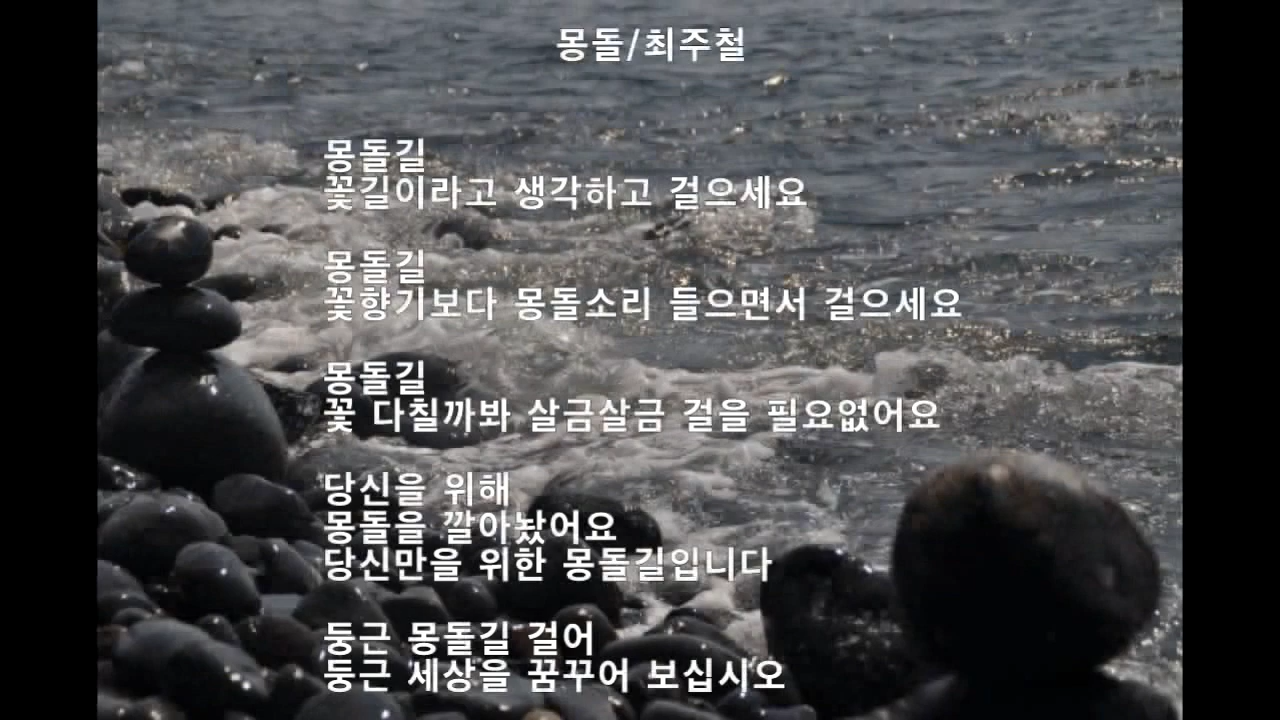 몽돌/최주철
몽돌길
꽃길이라고 생각하고 걸으세요
몽돌길
꽃향기보다 몽돌소리 들으면서 걸으세요
몽돌길
꽃 다칠까봐 살금살금 걸을 필요없어요
당신을 위해
몽돌을 깔아놨어요
당신만을 위한 몽돌길입니다
둥근 몽돌길 걸어
둥근 세상을 꿈꾸어 보십시오